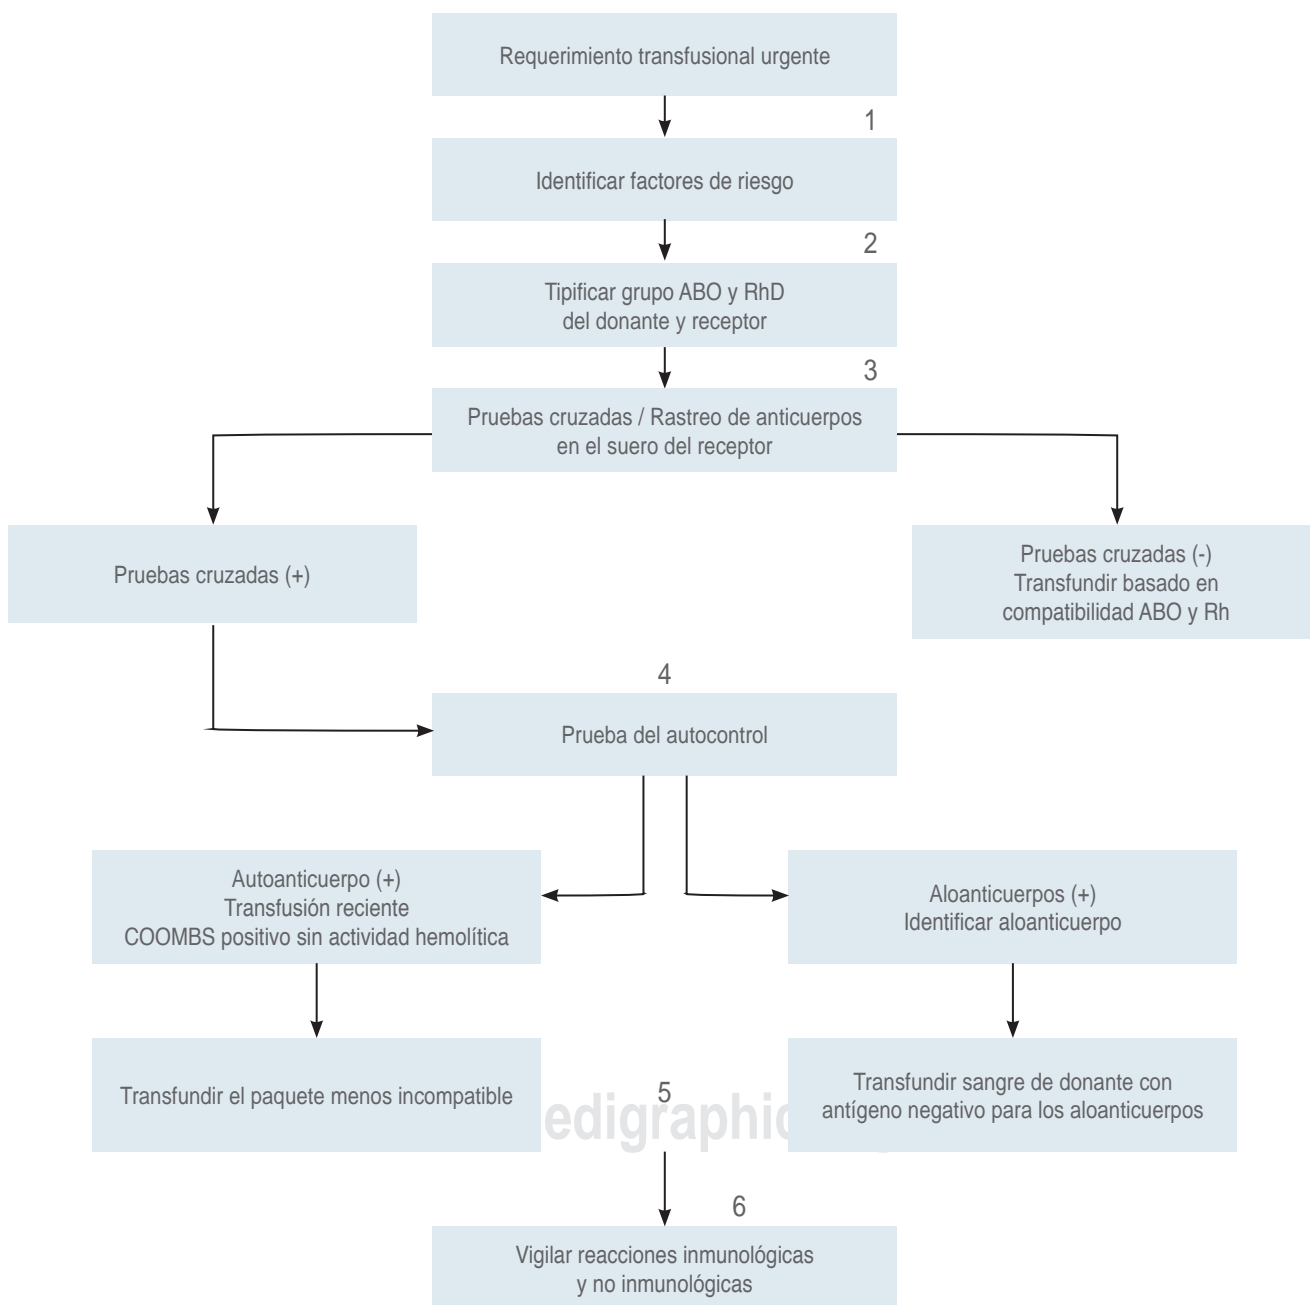 Requerimiento transfusional urgente
1
Identificar factores de riesgo
2
Tipificar grupo ABO y RhD
del donante y receptor
3
Pruebas cruzadas / Rastreo de anticuerpos
en el suero del receptor
Pruebas cruzadas (+)
Pruebas cruzadas (-)
Transfundir basado en
compatibilidad ABO y Rh
4
Prueba del autocontrol
Autoanticuerpo (+)
Transfusión reciente
COOMBS positivo sin actividad hemolítica
Aloanticuerpos (+)
Identificar aloanticuerpo
Transfundir el paquete menos incompatible
5
edigraphic
Transfundir sangre de donante con
antígeno negativo para los aloanticuerpos
6
Vigilar reacciones inmunológicas
y no inmunológicas